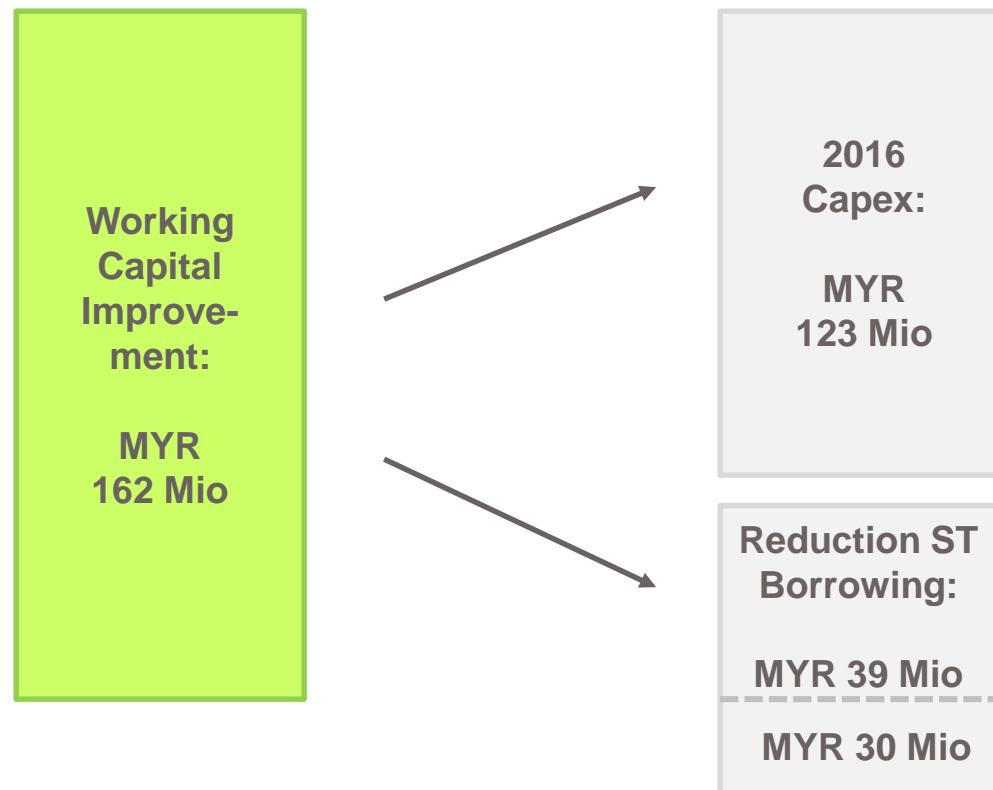 Working
Capital
Improve-
ment:
MYR
162 Mio
2016
Capex:
MYR
123 Mio
Reduction ST
Borrowing:
MYR 39 Mio
MYR 30 Mio